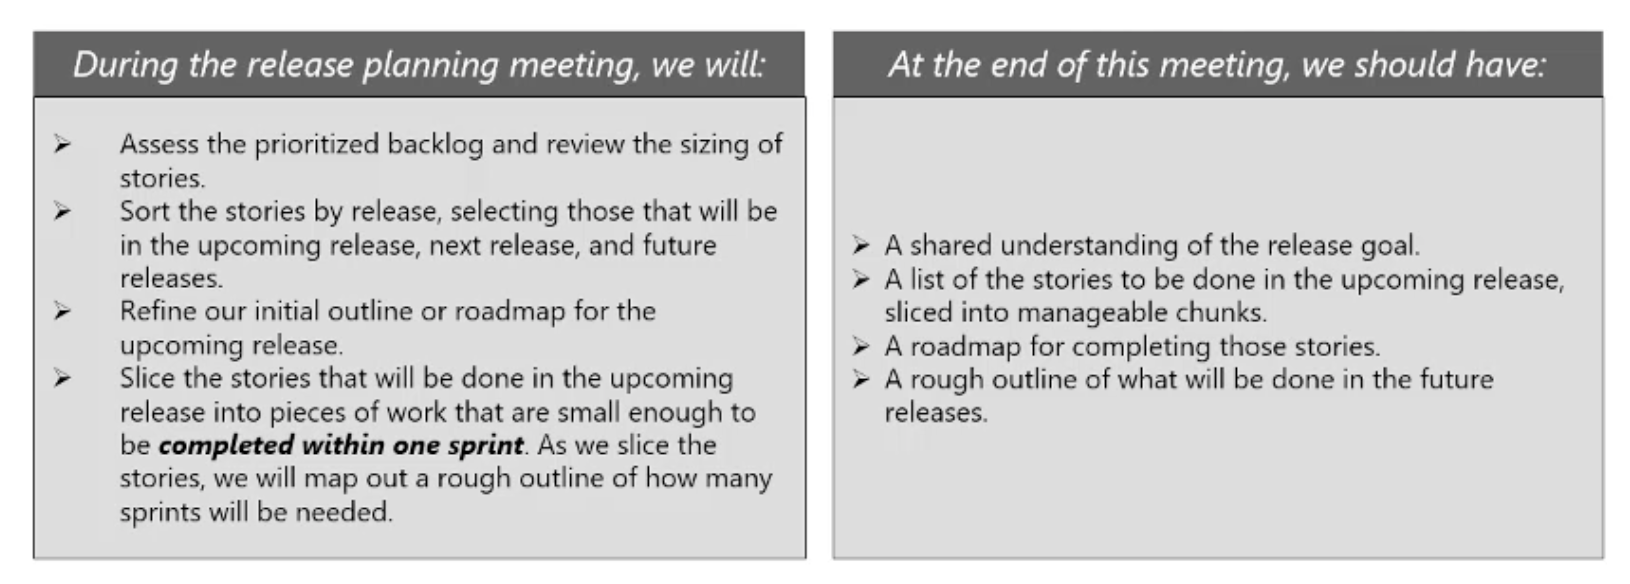 During the release planning meeting, we will:
➢ Assess the prioritized backlog and review the sizing of
stories.
➢ Sort the stories by release, selecting those that will be
in the upcoming release, next release, and future
releases.
➢ Refine our initial outline or roadmap for the
upcoming release.
➢ Slice the stories that will be done in the upcoming
release into pieces of work that are small enough to
be completed within one sprint. As we slice the
stories, we will map out a rough outline of how many
sprints will be needed.
At the end of this meeting, we should have:
➢ A shared understanding of the release goal.
➢ A list of the stories to be done in the upcoming release,
sliced into manageable chunks.
➢ A roadmap for completing those stories.
➢ A rough outline of what will be done in the future
releases.